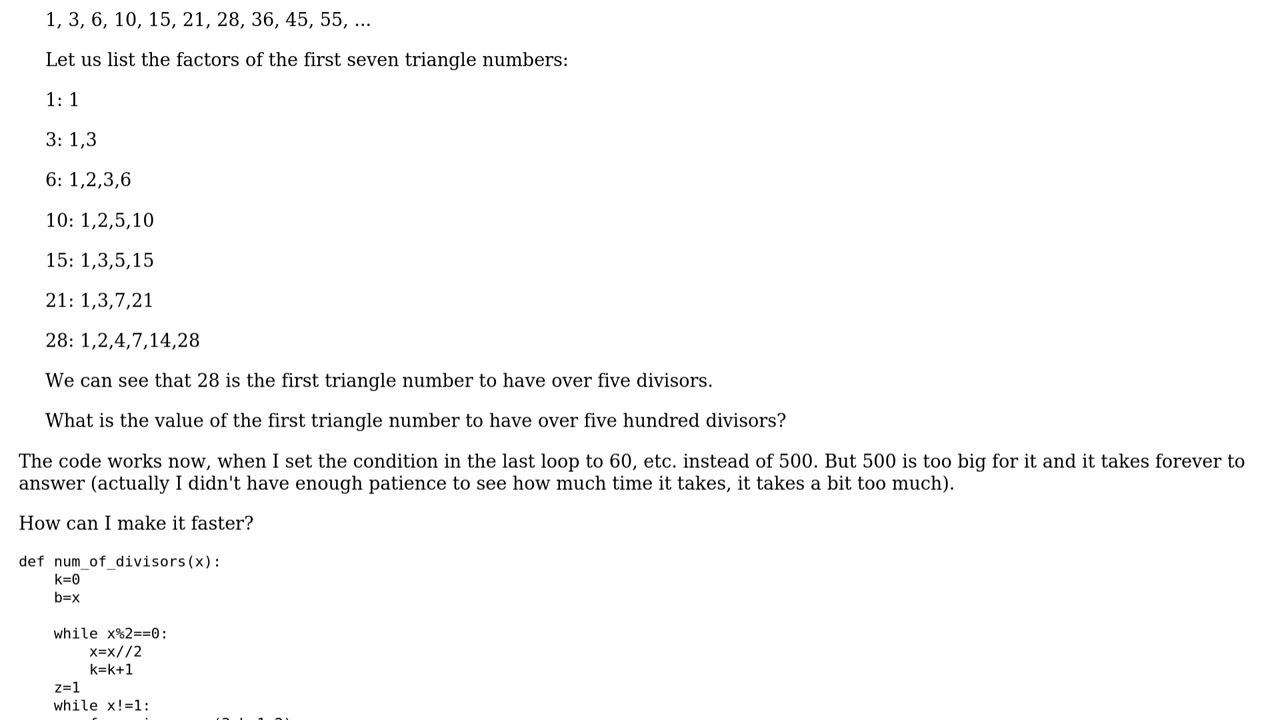 1, 3, 6, 10, 15, 21, 28, 36, 45, 55, ...
Let us list the factors of the first seven triangle numbers:
1: 1
3: 1,3
6: 1,2,3,6
10: 1,2,5,10
15: 1,3,5,15
21: 1,3,7,21
28: 1,2,4,7,14,28
We can see that 28 is the first triangle number to have over five divisors.
What is the value of the first triangle number to have over five hundred divisors?
The code works now, when I set the condition in the last loop to 60, etc. instead of 500. But 500 is too big for it and it takes forever to
answer (actually I didn't have enough patience to see how much time it takes, it takes a bit too much).
How can I make it faster?
def num_of_divisors(x):
    k=0
    b=x
    while x%2==0:
        x=x//2
        k=k+1
    z=1
    while x!=1: